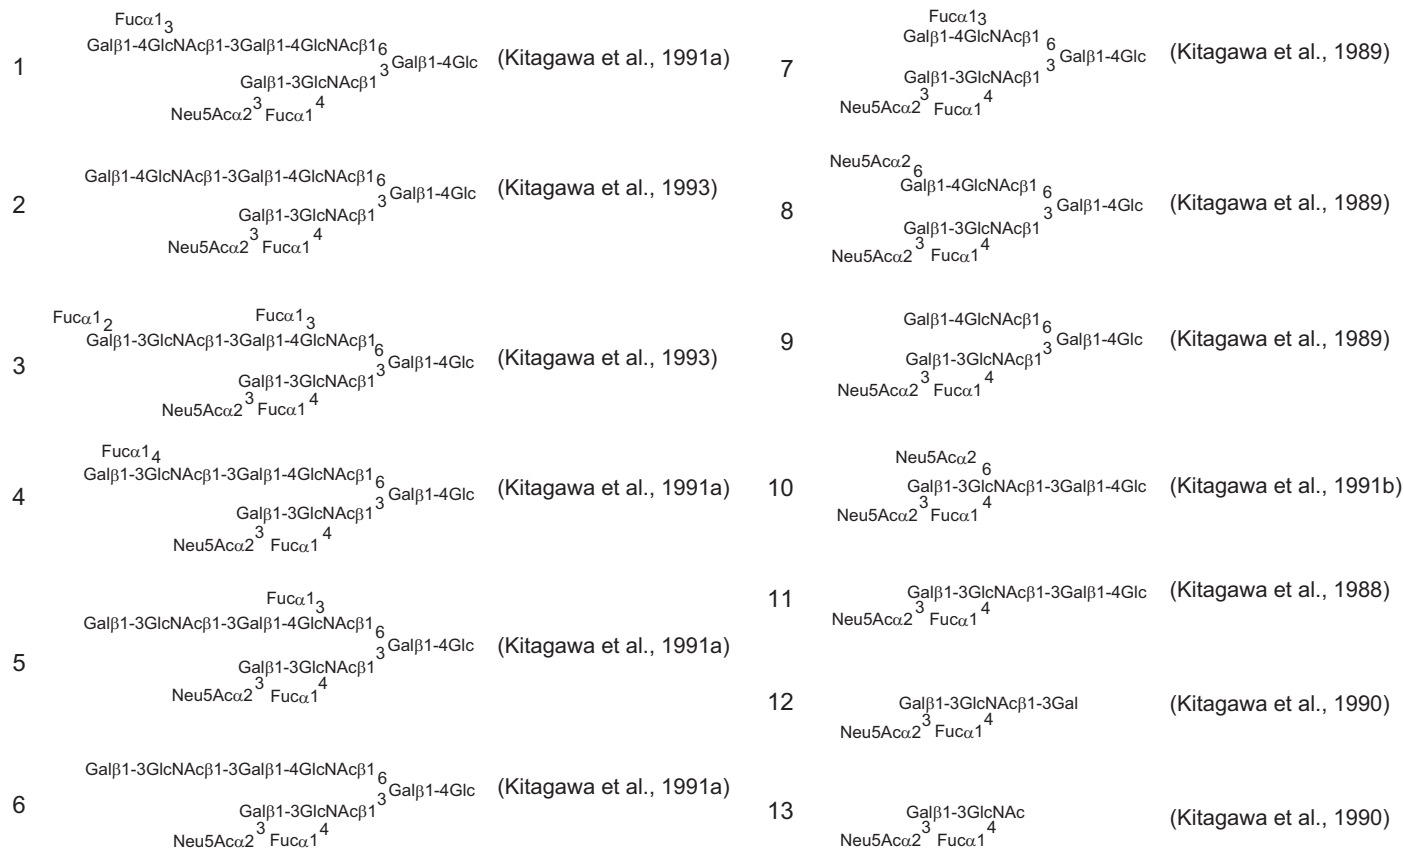 1
Fucα1 3
Galβ1-4GlcNAcβ1-3Galβ1-4GlcNAcβ1 6
Galβ1-4Glc (Kitagawa et al., 1991a)
Galβ1-3GlcNAcβ1 3
Neu5Acα2 3 Fucα1 4
2
Galβ1-4GlcNAcβ1-3Galβ1-4GlcNAcβ1 6
Galβ1-4Glc (Kitagawa et al., 1993)
Galβ1-3GlcNAcβ1 3
Neu5Acα2 3 Fucα1 4
3
Fucα1 2 Fucα1 3
Galβ1-3GlcNAcβ1-3Galβ1-4GlcNAcβ1 6
Galβ1-4Glc (Kitagawa et al., 1993)
Galβ1-3GlcNAcβ1 3
Neu5Acα2 3 Fucα1 4
4
Fucα1 4
Galβ1-3GlcNAcβ1-3Galβ1-4GlcNAcβ1 6
Galβ1-4Glc (Kitagawa et al., 1991a)
Galβ1-3GlcNAcβ1 3
Neu5Acα2 3 Fucα1 4
5
Fucα1 3
Galβ1-3GlcNAcβ1-3Galβ1-4GlcNAcβ1 6
Galβ1-4Glc (Kitagawa et al., 1991a)
Galβ1-3GlcNAcβ1 3
Neu5Acα2 3 Fucα1 4
6
Galβ1-3GlcNAcβ1-3Galβ1-4GlcNAcβ1 6
Galβ1-4Glc (Kitagawa et al., 1991a)
Galβ1-3GlcNAcβ1 3
Neu5Acα2 3 Fucα1 4
7
Fucα1 3
Galβ1-4GlcNAcβ1 6
Galβ1-4Glc (Kitagawa et al., 1989)
Galβ1-3GlcNAcβ1 3
Neu5Acα2 3 Fucα1 4
8
Neu5Acα2 6
Galβ1-4GlcNAcβ1 6
Galβ1-4Glc (Kitagawa et al., 1989)
Galβ1-3GlcNAcβ1 3
Neu5Acα2 3 Fucα1 4
9
Galβ1-4GlcNAcβ1 6
Galβ1-4Glc (Kitagawa et al., 1989)
Galβ1-3GlcNAcβ1 3
Neu5Acα2 3 Fucα1 4
10
Neu5Acα2 6
Galβ1-3GlcNAcβ1-3Galβ1-4Glc (Kitagawa et al., 1991b)
Neu5Acα2 3 Fucα1 4
11
Galβ1-3GlcNAcβ1-3Galβ1-4Glc (Kitagawa et al., 1988)
Neu5Acα2 3 Fucα1 4
12
Galβ1-3GlcNAcβ1-3Gal (Kitagawa et al., 1990)
Neu5Acα2 3 Fucα1 4
13
Galβ1-3GlcNAc (Kitagawa et al., 1990)
Neu5Acα2 3 Fucα1 4